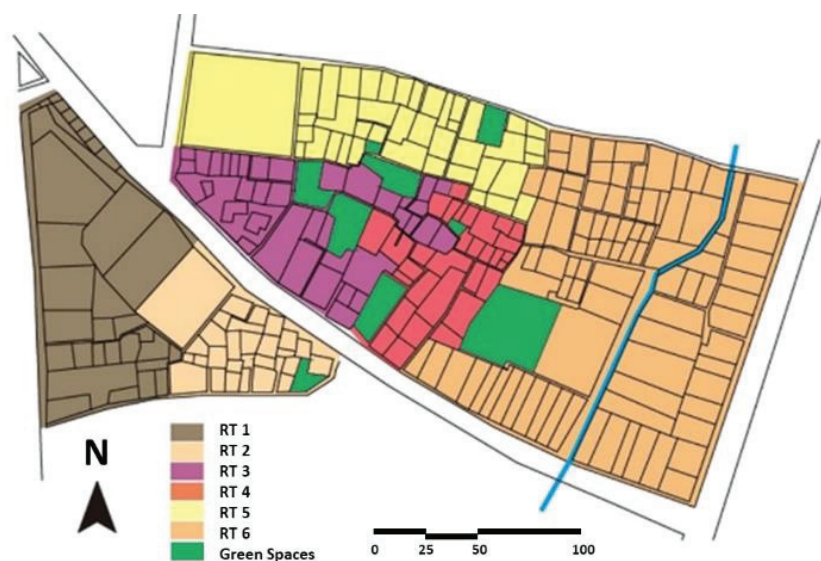 N
RT 1
RT 2
RT 3
RT 4
RT 5
RT 6
Green Spaces
0 25 50 100